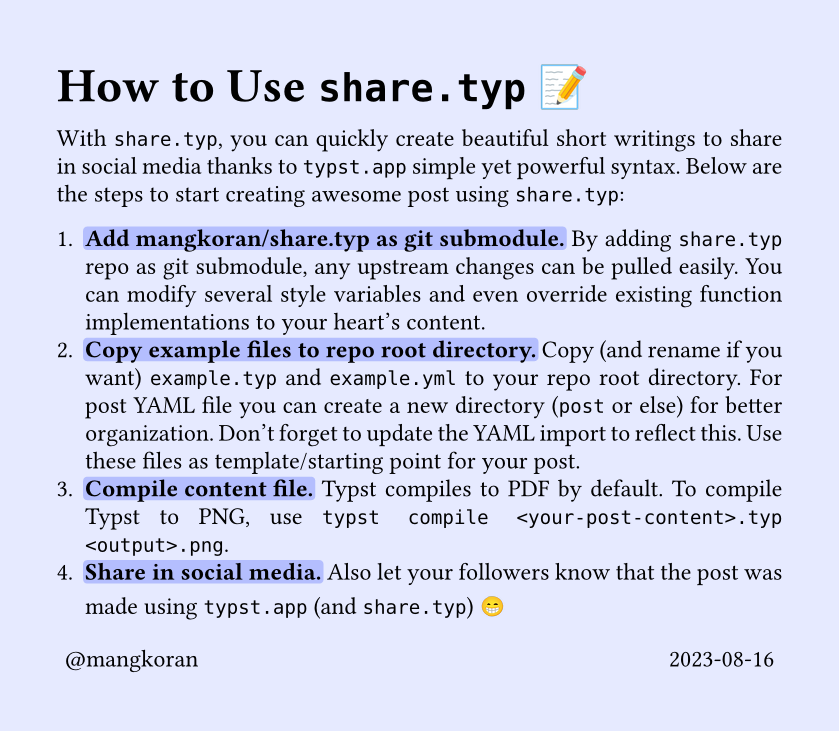 How to Use share.typ 📝
With share.typ, you can quickly create beautiful short writings to share
in social media thanks to typst.app simple yet powerful syntax. Below are
the steps to start creating awesome post using share.typ:
1. Add mangkoran/share.typ as git submodule. By adding share.typ
repo as git submodule, any upstream changes can be pulled easily. You
can modify several style variables and even override existing function
implementations to your heart’s content.
2. Copy example files to repo root directory. Copy (and rename if you
want) example.typ and example.yml to your repo root directory. For
post YAML file you can create a new directory (post or else) for better
organization. Don’t forget to update the YAML import to reflect this. Use
these files as template/starting point for your post.
3. Compile content file. Typst compiles to PDF by default. To compile
Typst to PNG, use typst compile <your-post-content>.typ
<output>.png.
4. Share in social media. Also let your followers know that the post was
made using typst.app (and share.typ) 😁
@mangkoran 2023-08-16